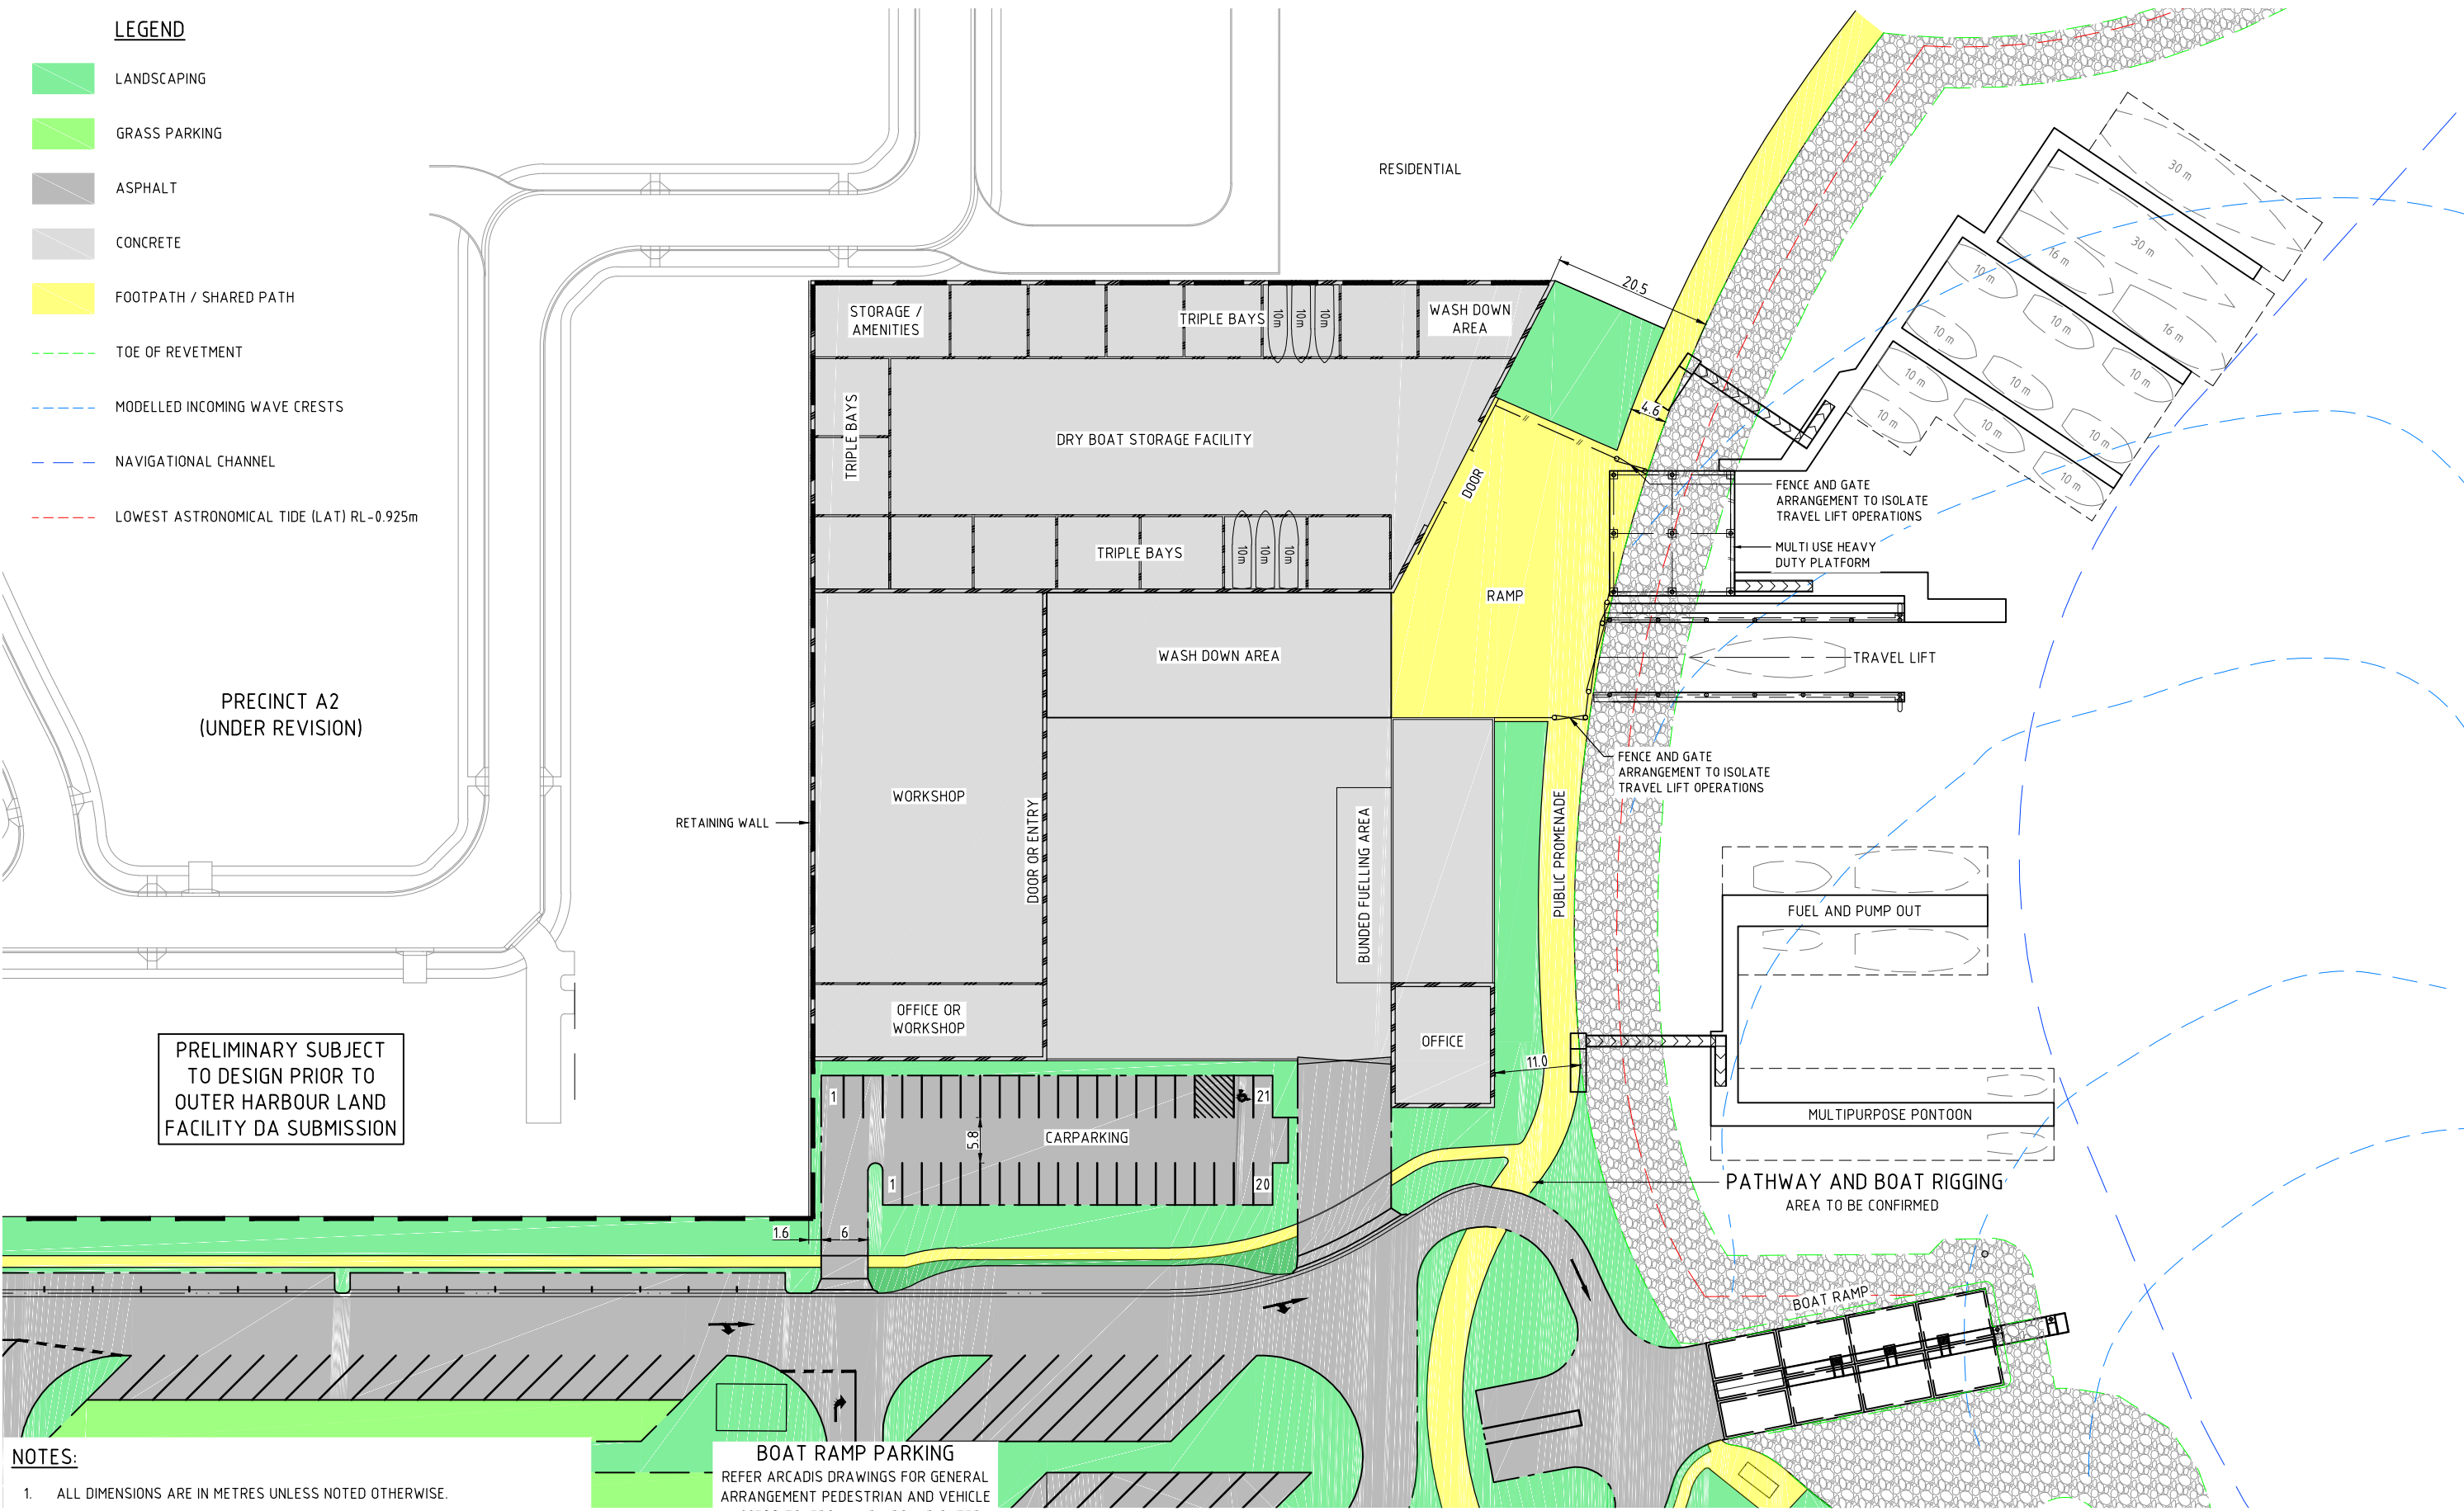 LEGEND
LANDSCAPING
GRASS PARKING
ASPHALT
CONCRETE
FOOTPATH / SHARED PATH
TOE OF REVETMENT
MODELLED INCOMING WAVE CRESTS
NAVIGATIONAL CHANNEL
LOWEST ASTRONOMICAL TIDE (LAT) RL-0.925m
RESIDENTIAL
20.5
4.6
30 m
30 m
16 m
16 m
10 m
10 m
10 m
10 m
10 m
10 m
10 m
10 m
10 m
10 m
STORAGE /
AMENITIES
TRIPLE BAYS
10m
10m
10m
WASH DOWN
AREA
TRIPLE BAYS
DRY BOAT STORAGE FACILITY
DOOR
TRIPLE BAYS
10m
10m
10m
RAMP
FENCE AND GATE
ARRANGEMENT TO ISOLATE
TRAVEL LIFT OPERATIONS
MULTI USE HEAVY
DUTY PLATFORM
TRAVEL LIFT
WASH DOWN AREA
PRECINCT A2
(UNDER REVISION)
FENCE AND GATE
ARRANGEMENT TO ISOLATE
TRAVEL LIFT OPERATIONS
WORKSHOP
RETAINING WALL
DOOR OR ENTRY
BUNDED FUELLING AREA
PUBLIC PROMENADE
FUEL AND PUMP OUT
OFFICE OR
WORKSHOP
OFFICE
11.0
PRELIMINARY SUBJECT
TO DESIGN PRIOR TO
OUTER HARBOUR LAND
FACILITY DA SUBMISSION
1
21
5.8
CARPARKING
1
20
MULTIPURPOSE PONTOON
PATHWAY AND BOAT RIGGING
AREA TO BE CONFIRMED
1.6
6
BOAT RAMP
NOTES:
1. ALL DIMENSIONS ARE IN METRES UNLESS NOTED OTHERWISE.
BOAT RAMP PARKING
REFER ARCADIS DRAWINGS FOR GENERAL
ARRANGEMENT PEDESTRIAN AND VEHICLE